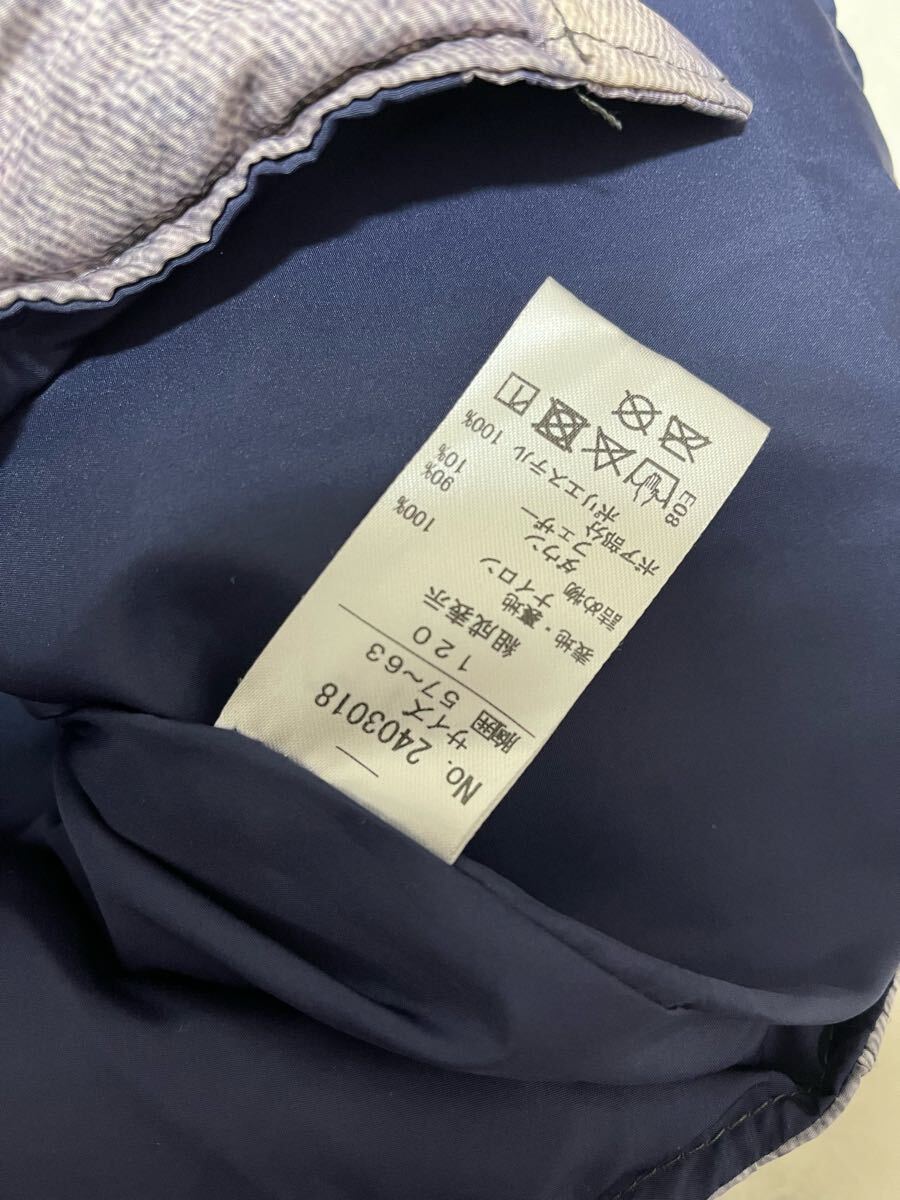 No. 2403018
サイズ 120
胸囲 57~63
組成表示
表地・裏地 ナイロン 100%
詰め物 ダウン 90%
フェザー 10%
ボア部分
ポリエステル 100%
E08